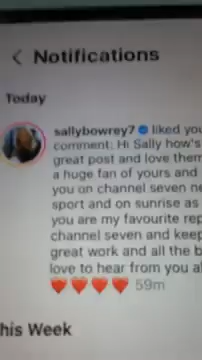 < Notifications
Today
sallybowrey7 liked you
comment: Hi Sally how's
great post and love them
a huge fan of yours and
you on channel seven ne
sport and on sunrise as
you are my favourite rep
channel seven and keep
great work and all the b
love to hear from you al
❤️❤️❤️❤️ 59m
his Week